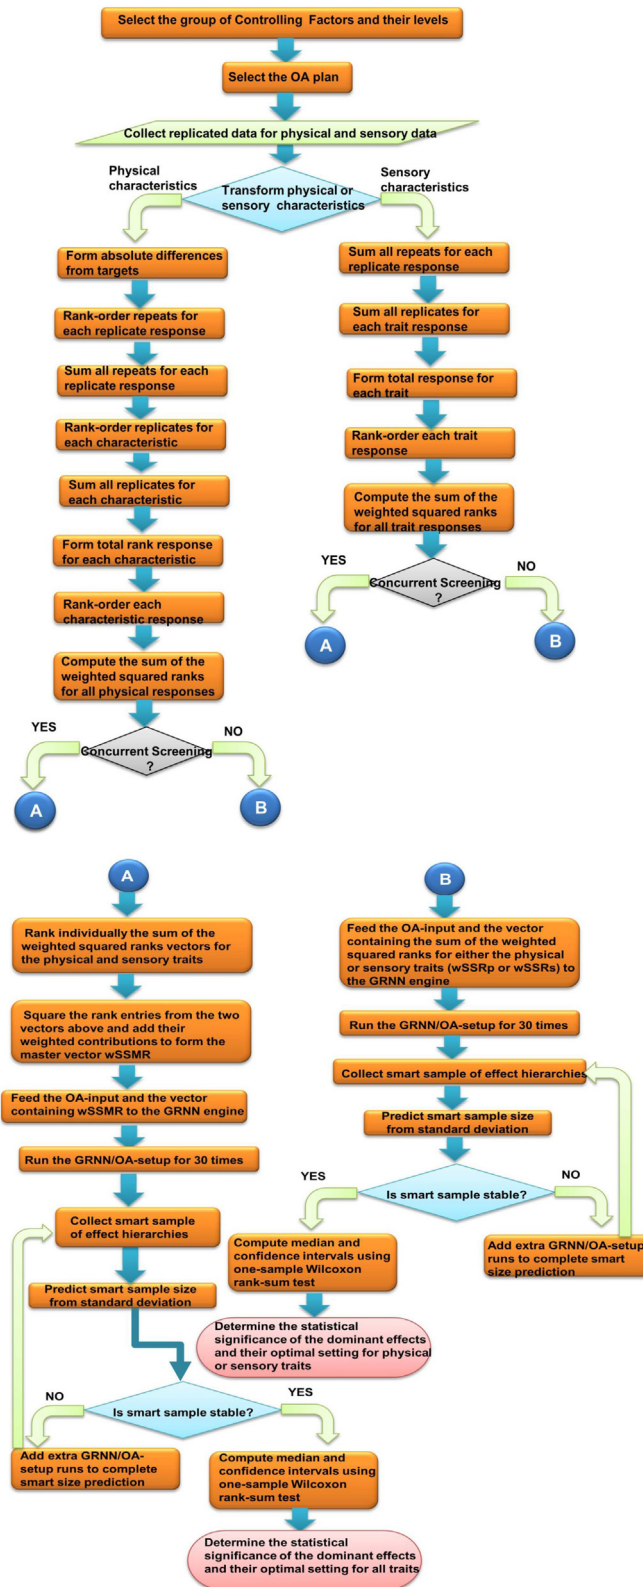 Select the group of Controlling Factors and their levels
Select the OA plan
Collect replicated data for physical and sensory data
Physical
characteristics
Transform physical or
sensory characteristics
Sensory
characteristics
Form absolute differences
from targets
Rank-order repeats for
each replicate response
Sum all repeats for each
replicate response
Rank-order replicates for
each characteristic
Sum all replicates for
each characteristic
Form total rank response
for each characteristic
Rank-order each
characteristic response
Compute the sum of the
weighted squared ranks
for all physical responses
YES
NO
Concurrent Screening
?
A
B
Sum all repeats for each
replicate response
Sum all replicates for
each trait response
Form total response for
each trait
Rank-order each trait
response
Compute the sum of the
weighted squared ranks
for all trait responses
YES
NO
Concurrent Screening
?
A
B
A
Rank individually the sum of the
weighted squared ranks vectors for
the physical and sensory traits
Square the rank entries from the two
vectors above and add their
weighted contributions to form the
master vector wSSMR
Feed the OA-input and the vector
containing wSSMR to the GRNN engine
Run the GRNN/OA-setup for 30 times
Collect smart sample
of effect hierarchies
Predict smart sample size
from standard deviation
NO
YES
Is smart sample stable?
Add extra GRNN/OA-
setup runs to complete
smart size prediction
Compute median and
confidence intervals using
one-sample Wilcoxon
rank-sum test
Determine the statistical
significance of the dominant effects
and their optimal setting for all traits
B
Feed the OA-input and the vector
containing the sum of the weighted
squared ranks for either the physical
or sensory traits (wSSRp or wSSRs) to
the GRNN engine
Run the GRNN/OA-setup for 30 times
Collect smart sample of effect hierarchies
Predict smart sample size
from standard deviation
YES
NO
Is smart sample stable?
Compute median and
confidence intervals using
one-sample Wilcoxon
rank-sum test
Add extra GRNN/OA-setup
runs to complete smart
size prediction
Determine the statistical
significance of the dominant effects
and their optimal setting for physical
or sensory traits